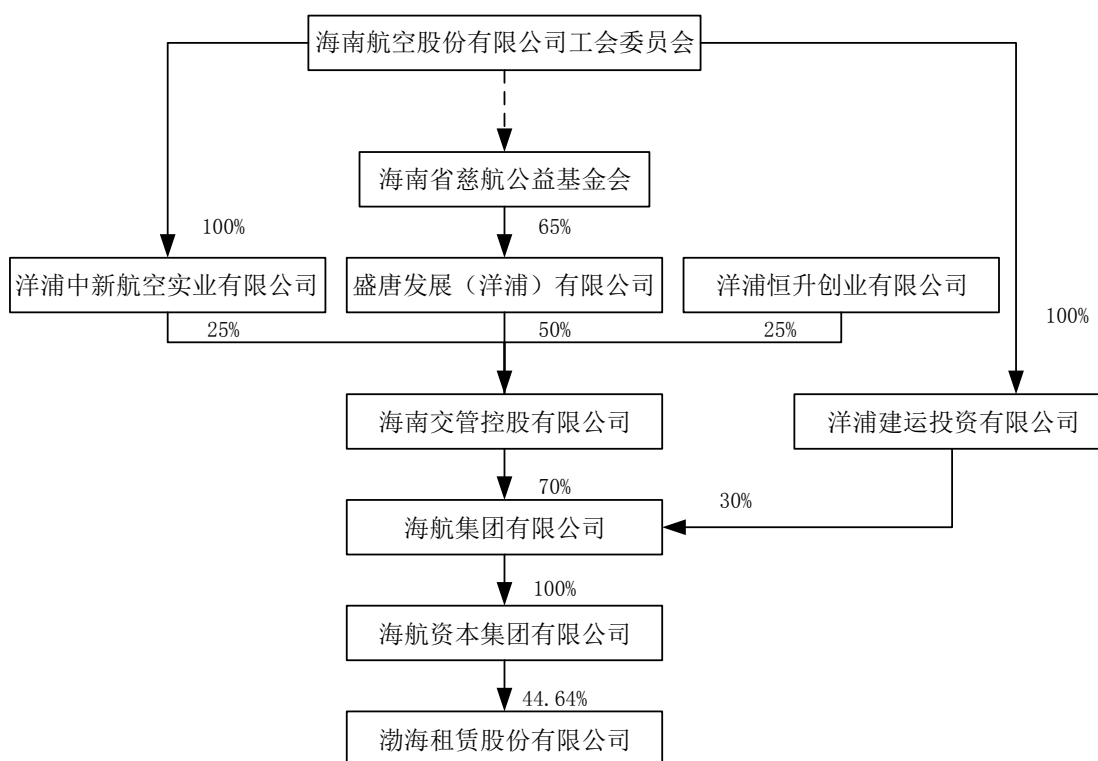 海南航空股份有限公司工会委员会
海南省慈航公益基金会
100%
65%
洋浦中新航空实业有限公司
盛唐发展（洋浦）有限公司
洋浦恒升创业有限公司
25%
50%
25%
100%
海南交管控股有限公司
洋浦建运投资有限公司
70%
30%
海航集团有限公司
100%
海航资本集团有限公司
44.64%
渤海租赁股份有限公司